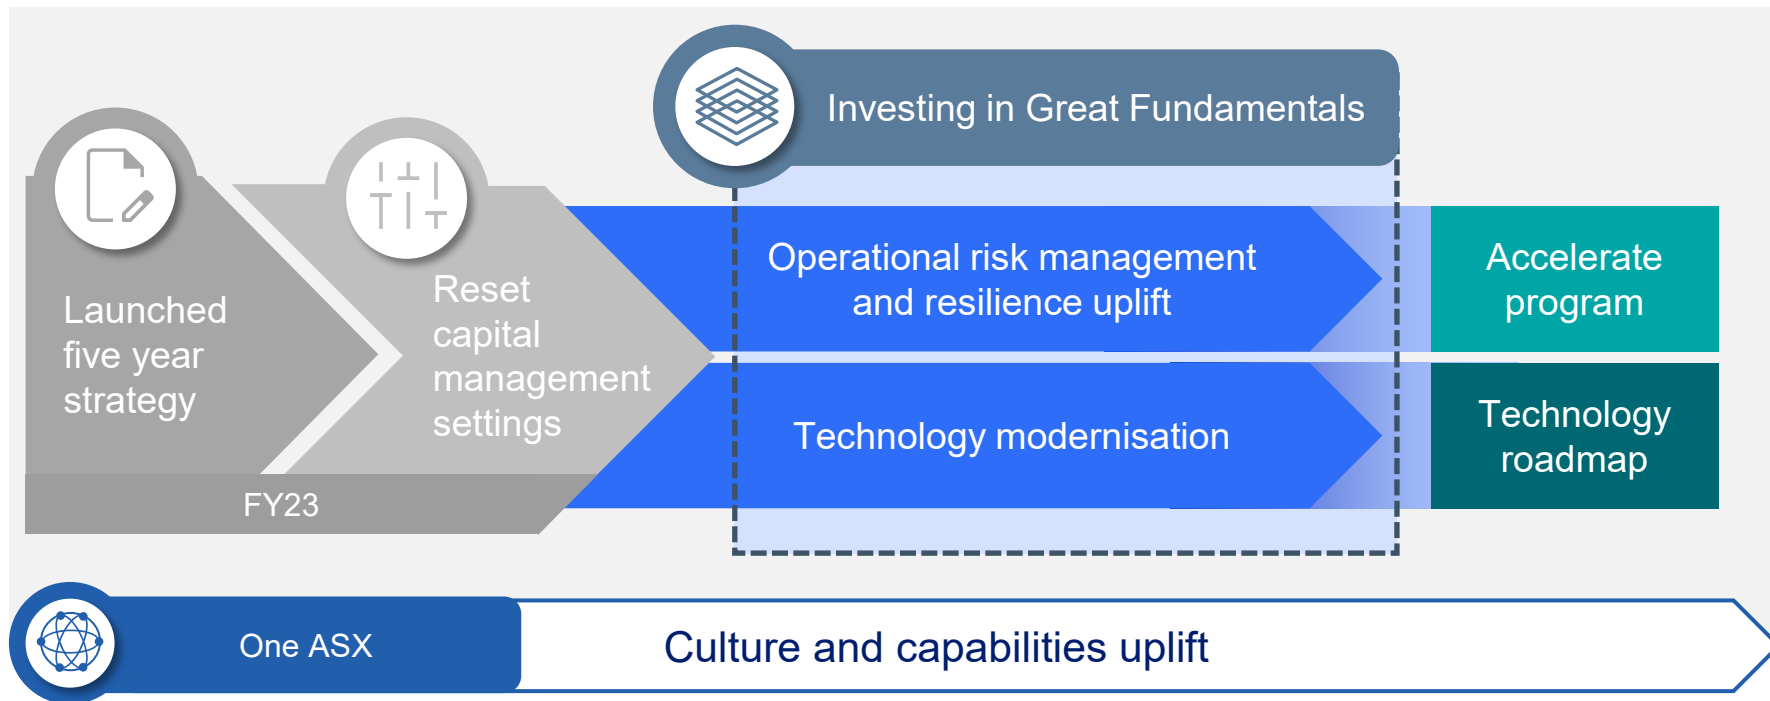 Investing in Great Fundamentals
Launched
five year
strategy
Reset
capital
management
settings
FY23
Operational risk management
and resilience uplift
Accelerate
program
Technology modernisation
Technology
roadmap
One ASX
Culture and capabilities uplift